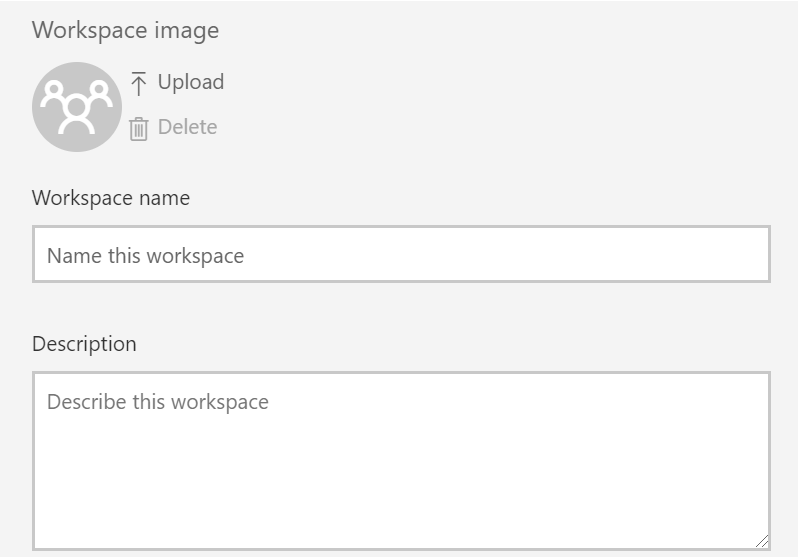 Workspace image
Upload
Delete
Workspace name
Name this workspace
Description
Describe this workspace